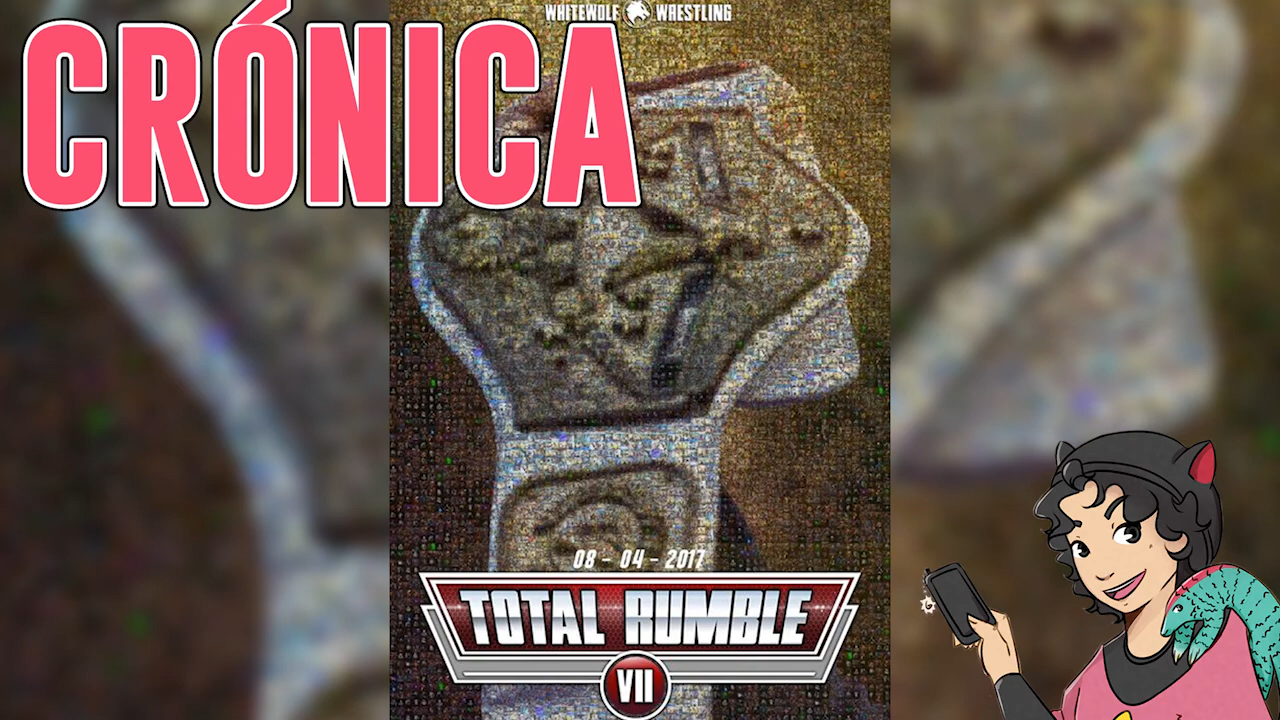 WHITEWOLF WRESTLING
CRÓNICA
08 - 04 - 2017
TOTAL RUMBLE
VII